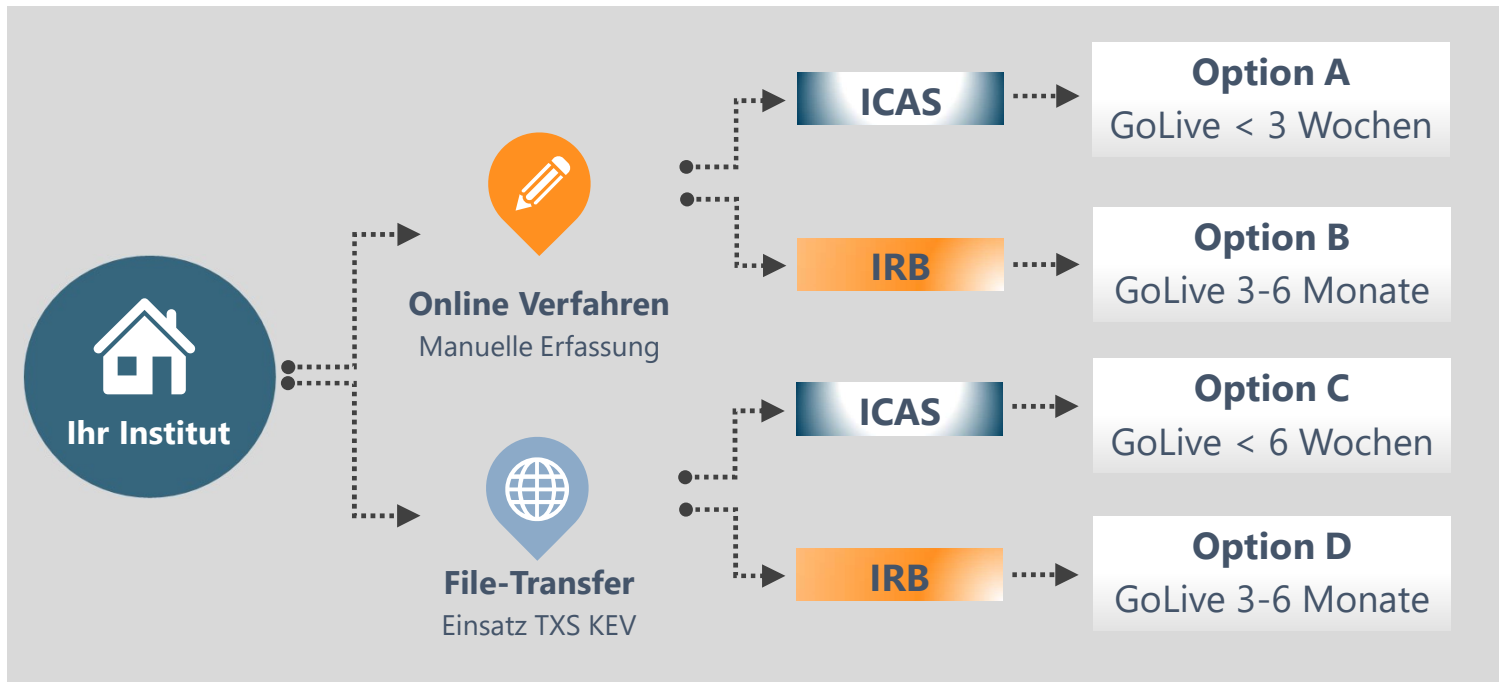 Ihr Institut
Online Verfahren
Manuelle Erfassung
File-Transfer
Einsatz TXS KEV
ICAS
Option A
GoLive < 3 Wochen
IRB
Option B
GoLive 3-6 Monate
ICAS
Option C
GoLive < 6 Wochen
IRB
Option D
GoLive 3-6 Monate